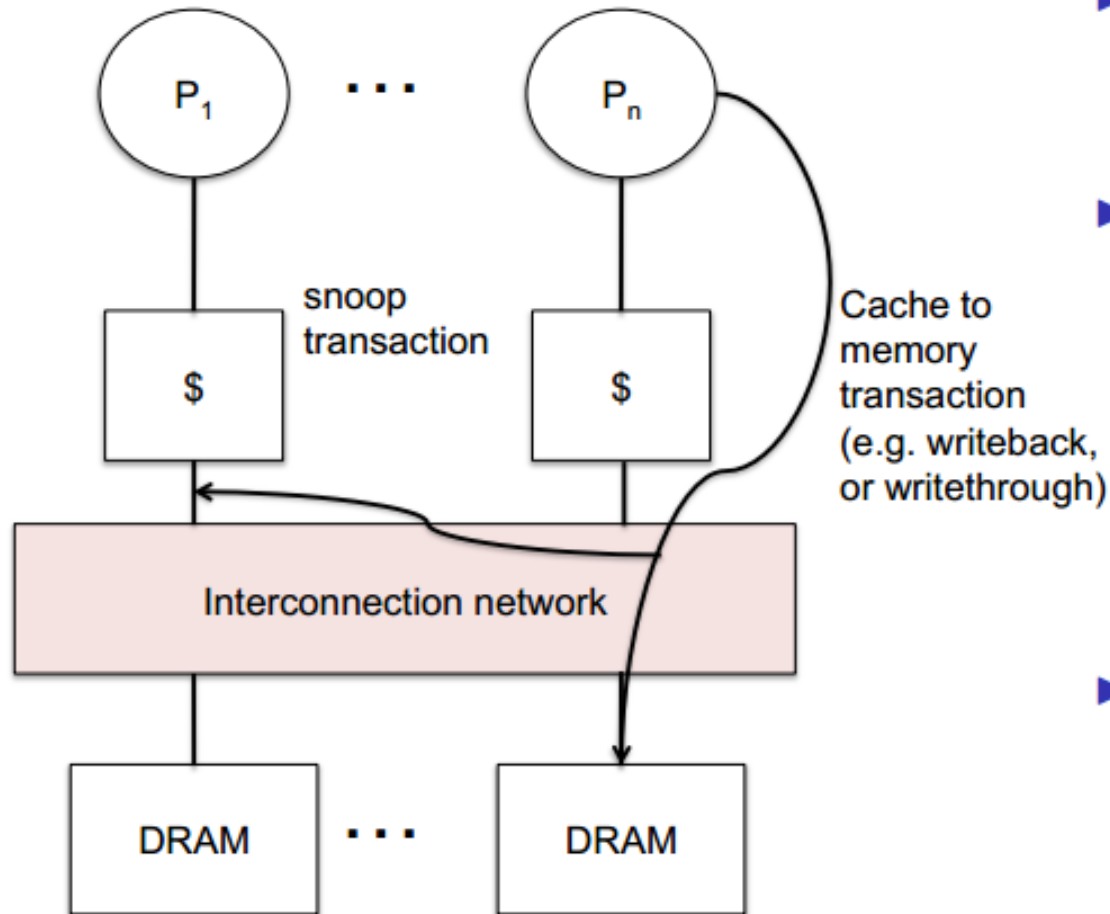 P1
. . .
Pn
snoop
transaction
$
$
Cache to
memory
transaction
(e.g. writeback,
or writethrough)
Interconnection network
DRAM
. . .
DRAM